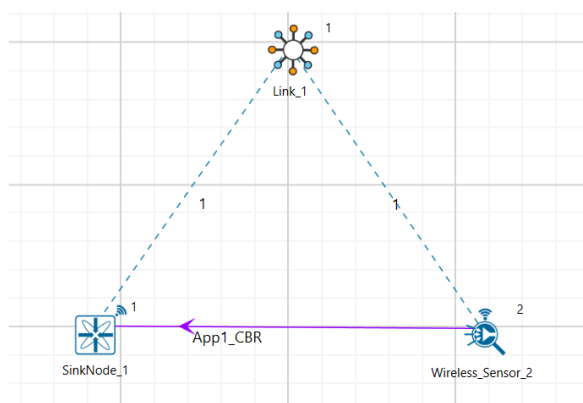 1
Link_1
1
1
1
2
App1_CBR
SinkNode_1
Wireless_Sensor_2